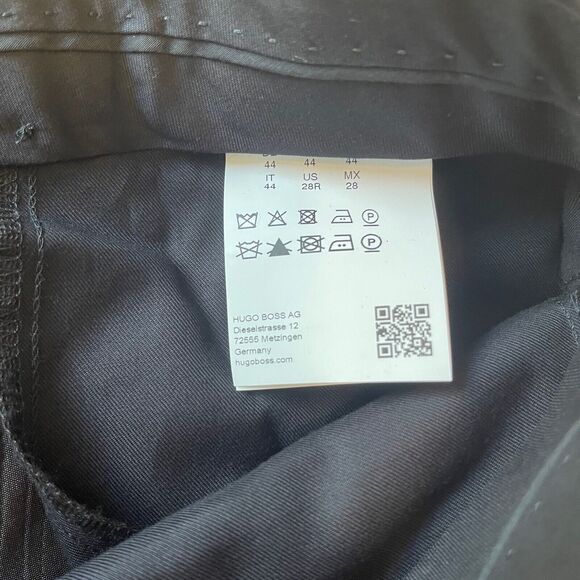 44 44 44
IT US MX
44 28R 28
P
P
HUGO BOSS AG
Dieselstrasse 12
72555 Metzingen
Germany
hugoboss.com